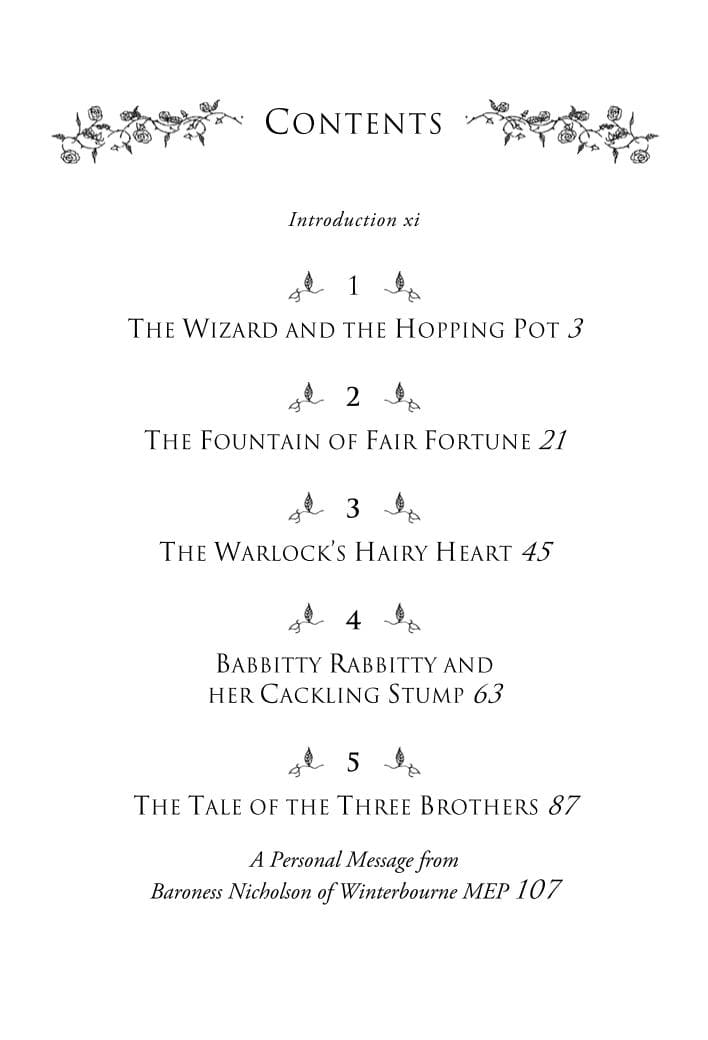 CONTENTS
Introduction xi
1
THE WIZARD AND THE HOPPING POT 3
2
THE FOUNTAIN OF FAIR FORTUNE 21
3
THE WARLOCK’S HAIRY HEART 45
4
BABBITTY RABBITTY AND
HER CACKLING STUMP 63
5
THE TALE OF THE THREE BROTHERS 87
A Personal Message from
Baroness Nicholson of Winterbourne MEP 107